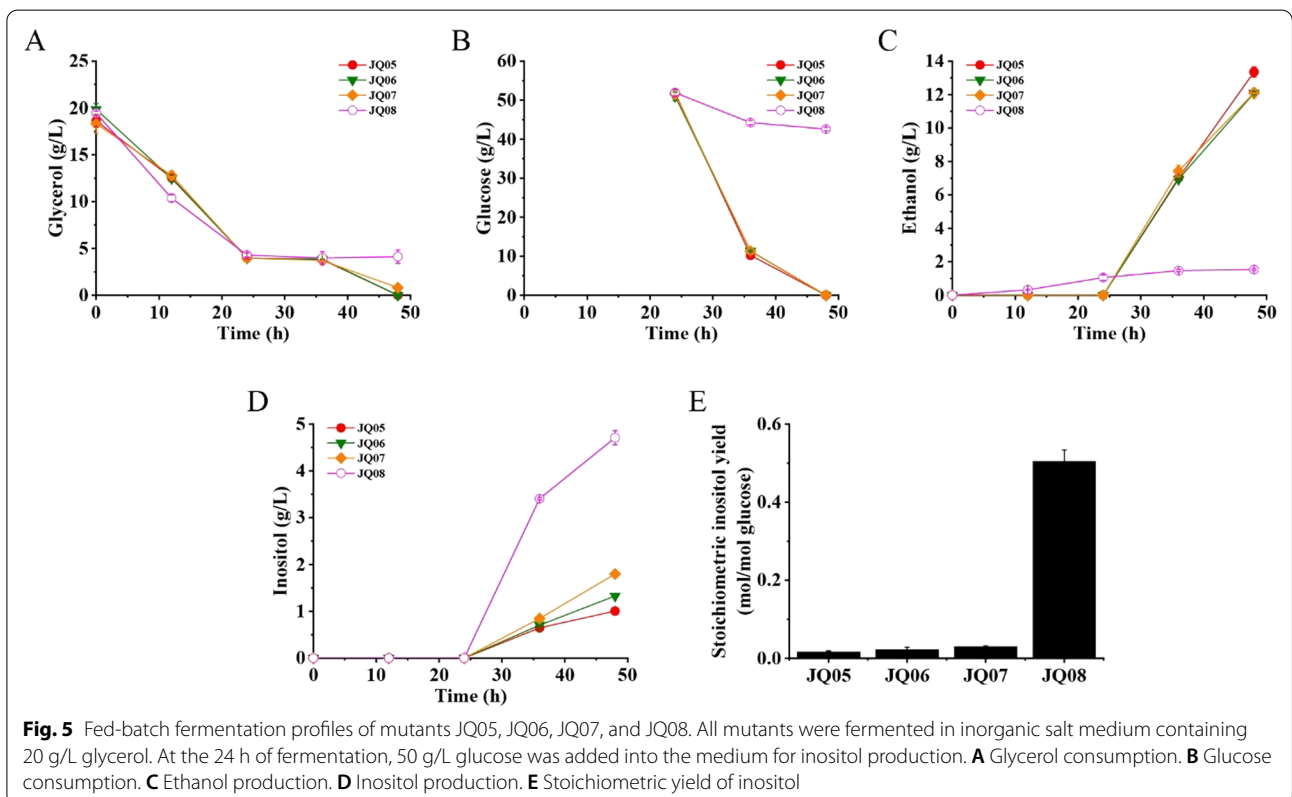 A
B
C
25
20
15
10
5
0
Glycerol (g/L)
JQ05
JQ06
JQ07
JQ08
0 10 20 30 40 50
Time (h)
60
50
40
30
20
10
0
Glucose (g/L)
JQ05
JQ06
JQ07
JQ08
0 10 20 30 40 50
Time (h)
14
12
10
8
6
4
2
0
Ethanol (g/L)
JQ05
JQ06
JQ07
JQ08
0 10 20 30 40 50
Time (h)
D
E
5
4
3
2
1
0
Inositol (g/L)
JQ05
JQ06
JQ07
JQ08
0 10 20 30 40 50
Time (h)
0.6
0.4
0.2
0.0
Stoichiometric inositol yield
(mol/mol glucose)
JQ05 JQ06 JQ07 JQ08
Fig. 5 Fed-batch fermentation profiles of mutants JQ05, JQ06, JQ07, and JQ08. All mutants were fermented in inorganic salt medium containing
20 g/L glycerol. At the 24 h of fermentation, 50 g/L glucose was added into the medium for inositol production. A Glycerol consumption. B Glucose
consumption. C Ethanol production. D Inositol production. E Stoichiometric yield of inositol